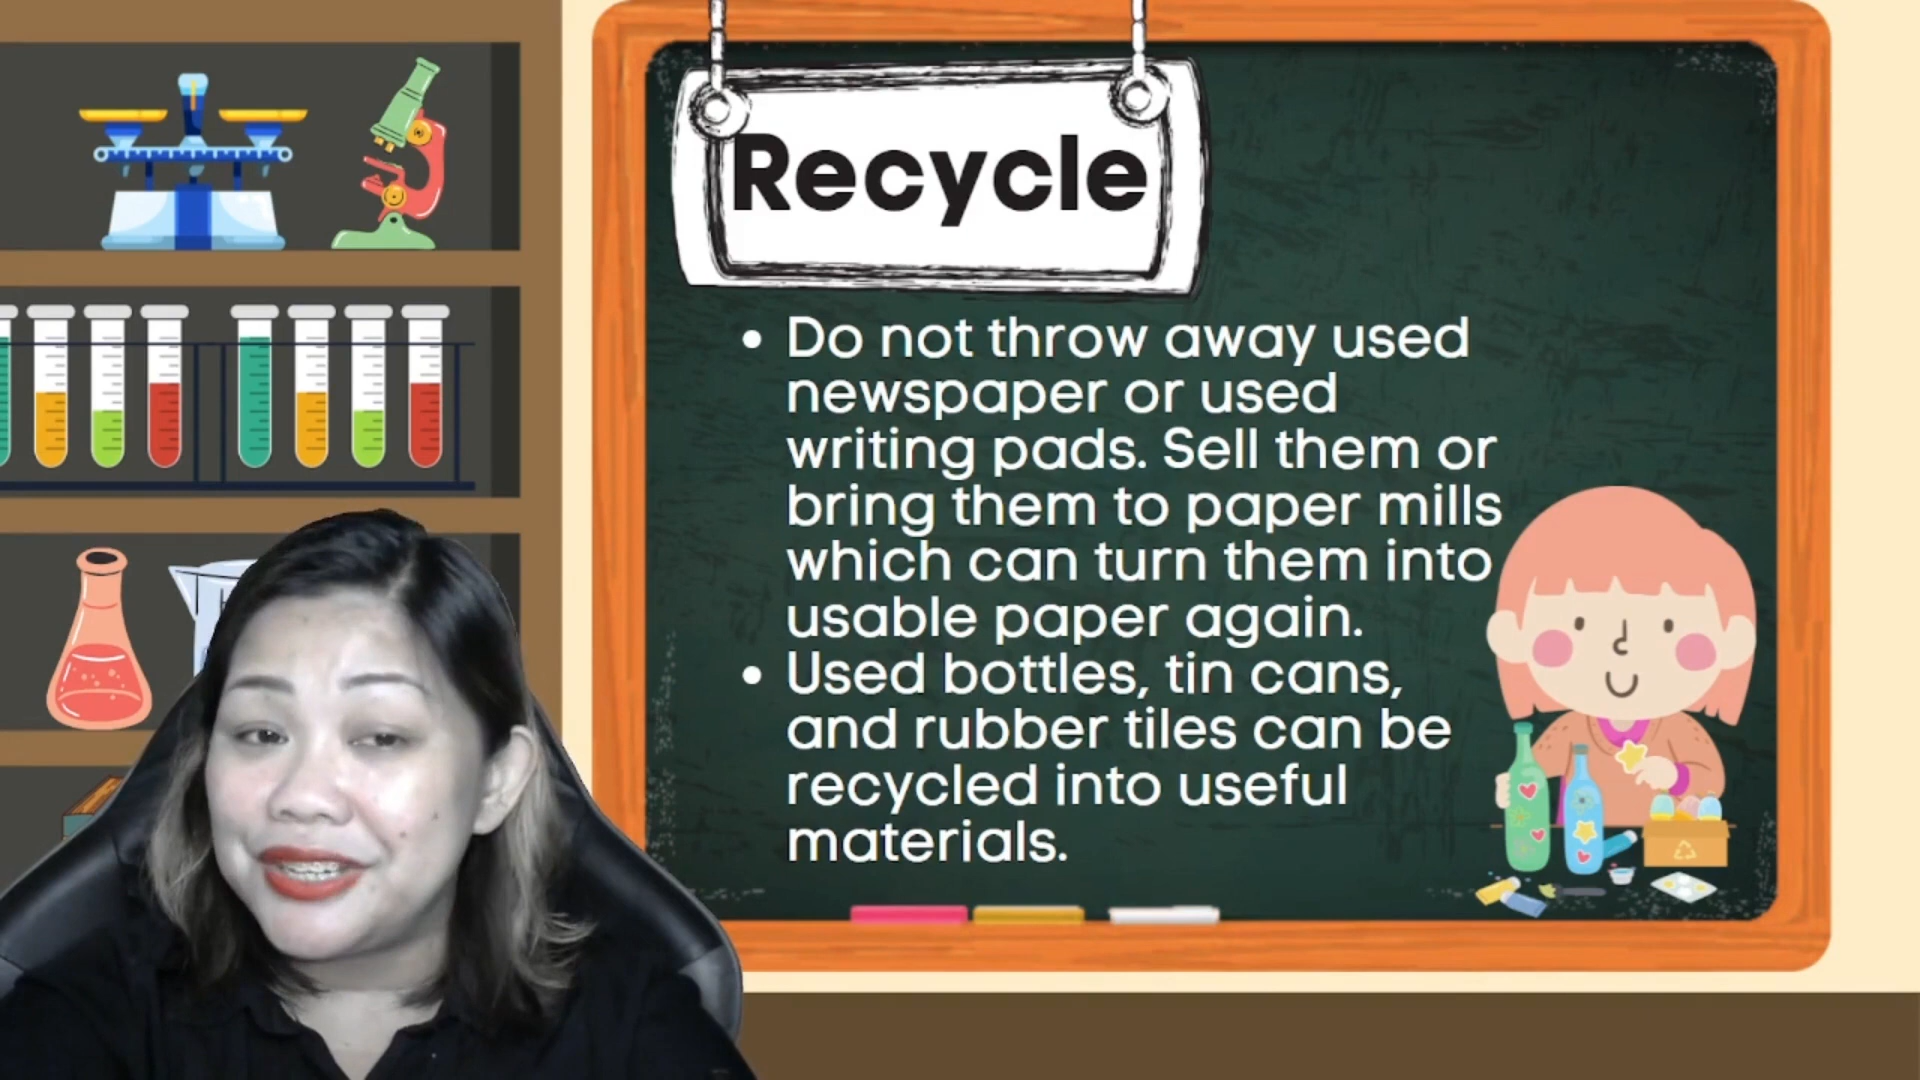 Recycle
• Do not throw away used
newspaper or used
writing pads. Sell them or
bring them to paper mills
which can turn them into
usable paper again.
• Used bottles, tin cans,
and rubber tiles can be
recycled into useful
materials.